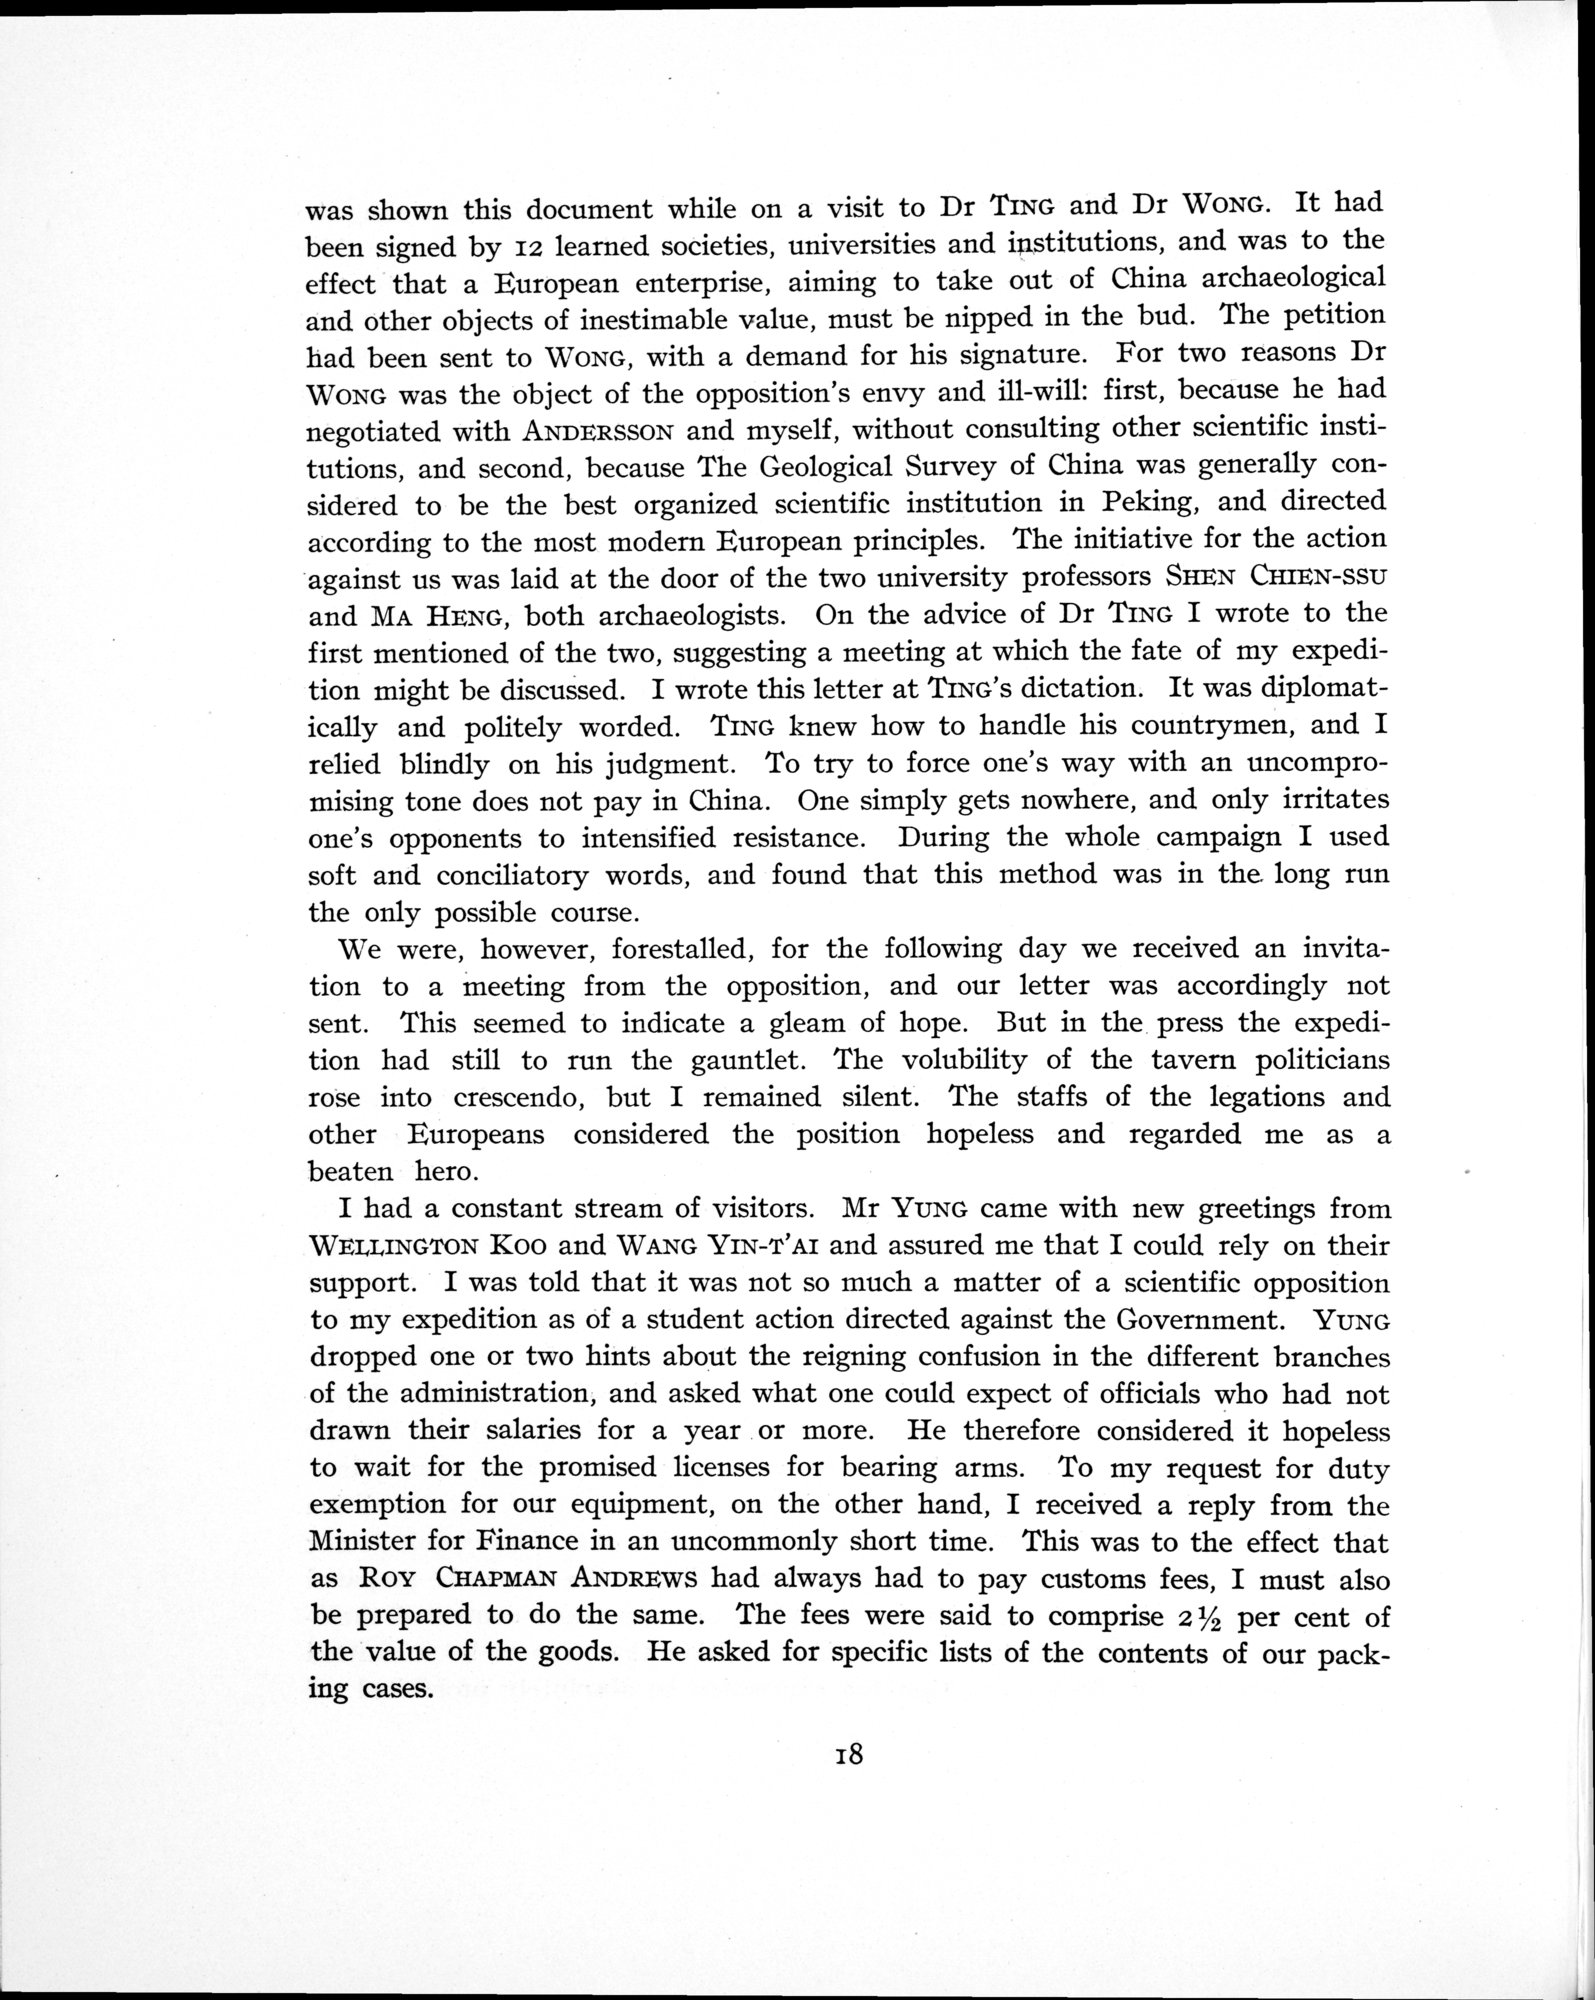 was shown this document while on a visit to Dr TING and Dr WONG. It had
been signed by 12 learned societies, universities and institutions, and was to the
effect that a European enterprise, aiming to take out of China archaeological
and other objects of inestimable value, must be nipped in the bud. The petition
had been sent to WONG, with a demand for his signature. For two reasons Dr
WONG was the object of the opposition's envy and ill-will: first, because he had
negotiated with ANDERSSON and myself, without consulting other scientific insti-
tutions, and second, because The Geological Survey of China was generally con-
sidered to be the best organized scientific institution in Peking, and directed
according to the most modern European principles. The initiative for the action
against us was laid at the door of the two university professors SHEN CHIEN-SSU
and MA HENG, both archaeologists. On the advice of Dr TING I wrote to the
first mentioned of the two, suggesting a meeting at which the fate of my expedi-
tion might be discussed. I wrote this letter at TING's dictation. It was diplomat-
ically and politely worded. TING knew how to handle his countrymen, and I
relied blindly on his judgment. To try to force one's way with an uncompro-
mising tone does not pay in China. One simply gets nowhere, and only irritates
one's opponents to intensified resistance. During the whole campaign I used
soft and conciliatory words, and found that this method was in the long run
the only possible course.
We were, however, forestalled, for the following day we received an invita-
tion to a meeting from the opposition, and our letter was accordingly not
sent. This seemed to indicate a gleam of hope. But in the press the expedi-
tion had still to run the gauntlet. The volubility of the tavern politicians
rose into crescendo, but I remained silent. The staffs of the legations and
other Europeans considered the position hopeless and regarded me as a
beaten hero.
I had a constant stream of visitors. Mr YUNG came with new greetings from
WELLINGTON KOO and WANG YIN-T'AI and assured me that I could rely on their
support. I was told that it was not so much a matter of a scientific opposition
to my expedition as of a student action directed against the Government. YUNG
dropped one or two hints about the reigning confusion in the different branches
of the administration, and asked what one could expect of officials who had not
drawn their salaries for a year or more. He therefore considered it hopeless
to wait for the promised licenses for bearing arms. To my request for duty
exemption for our equipment, on the other hand, I received a reply from the
Minister for Finance in an uncommonly short time. This was to the effect that
as ROY CHAPMAN ANDREWS had always had to pay customs fees, I must also
be prepared to do the same. The fees were said to comprise 2½ per cent of
the value of the goods. He asked for specific lists of the contents of our pack-
ing cases.
18